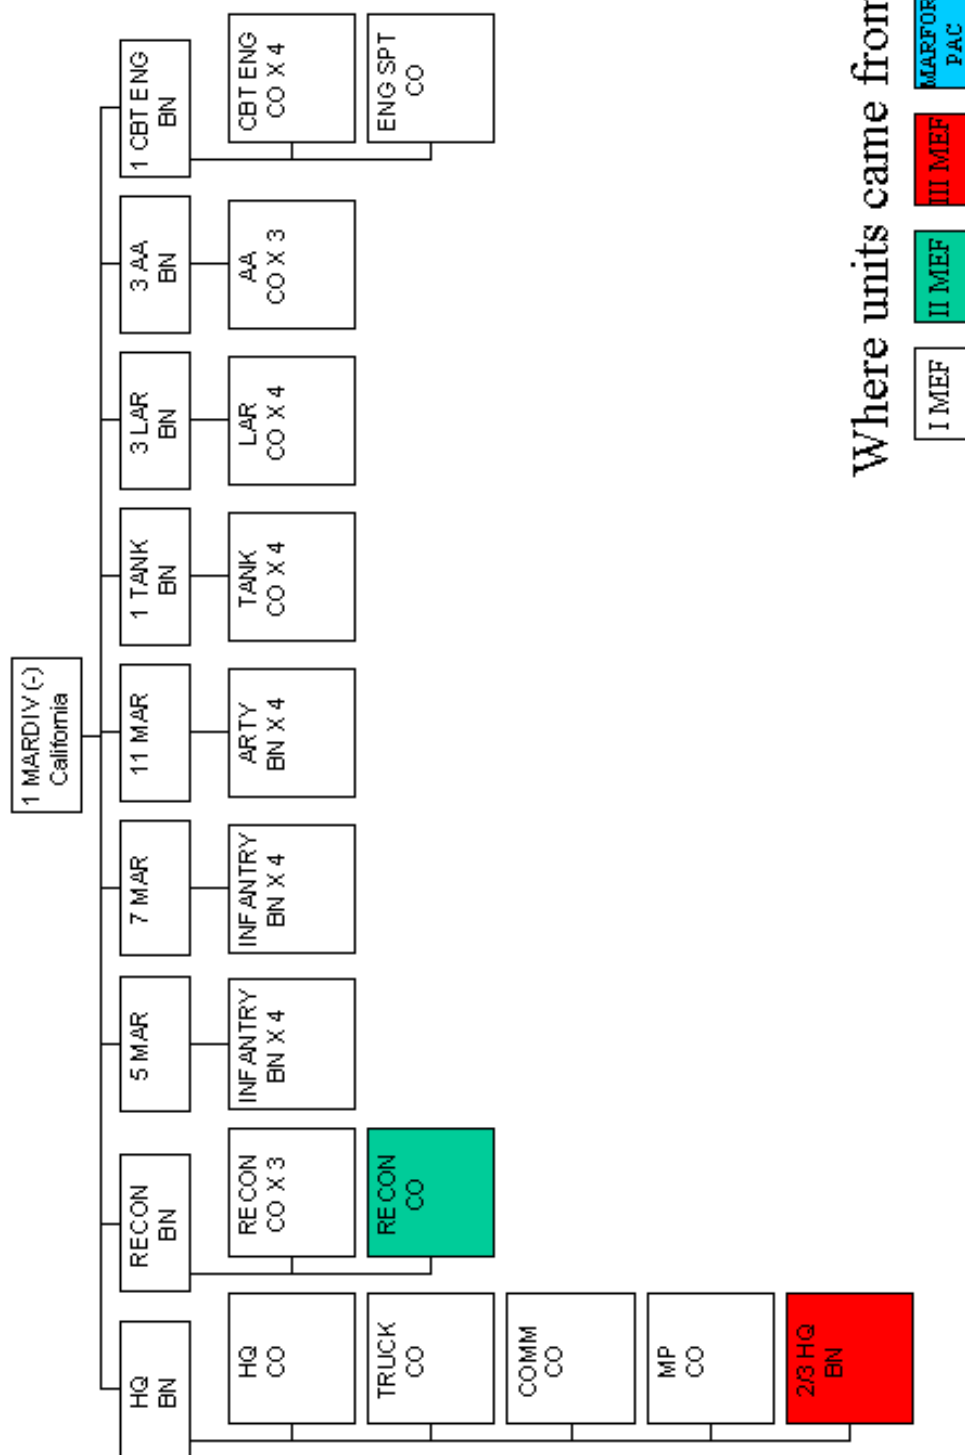 1 MARDIV (-)
California
HQ
BN
RECON
BN
5 MAR
7 MAR
11 MAR
1 TANK
BN
3 LAR
BN
3 AA
BN
1 CBT ENG
BN
HQ
CO
RECON
CO X 3
INFANTRY
BN X 4
INFANTRY
BN X 4
ARTY
BN X 4
TANK
CO X 4
LAR
CO X 4
AA
CO X 3
CBT ENG
CO X 4
TRUCK
CO
RECON
CO
ENG SPT
CO
COMM
CO
MP
CO
2/3 HQ
BN
Where units came from
I MEF
II MEF
III MEF
MARFOR
PAC